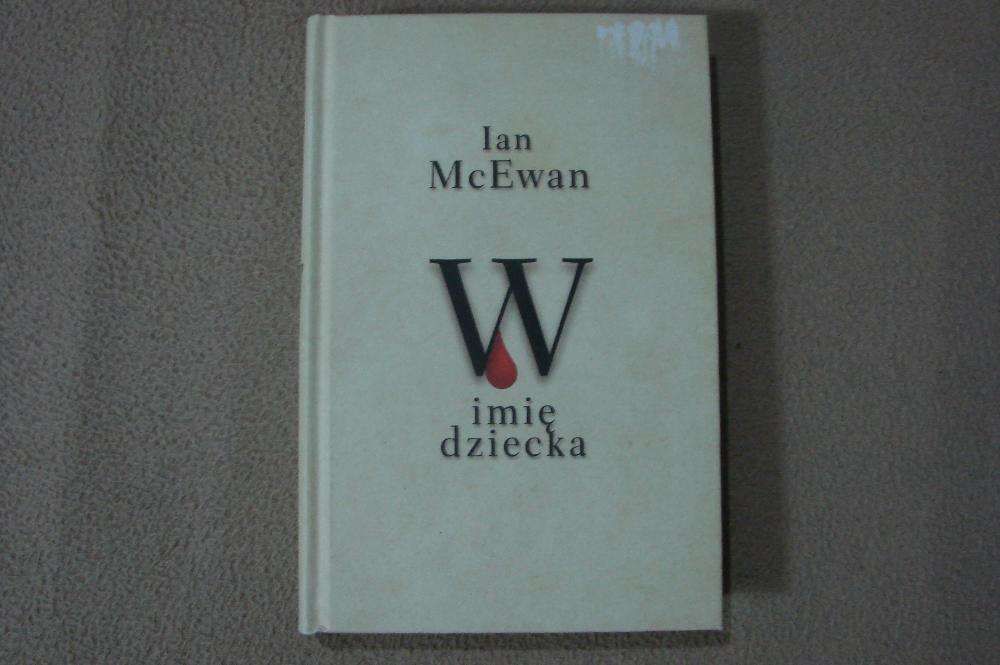 Ian
McEwan
W
imię
dziecka